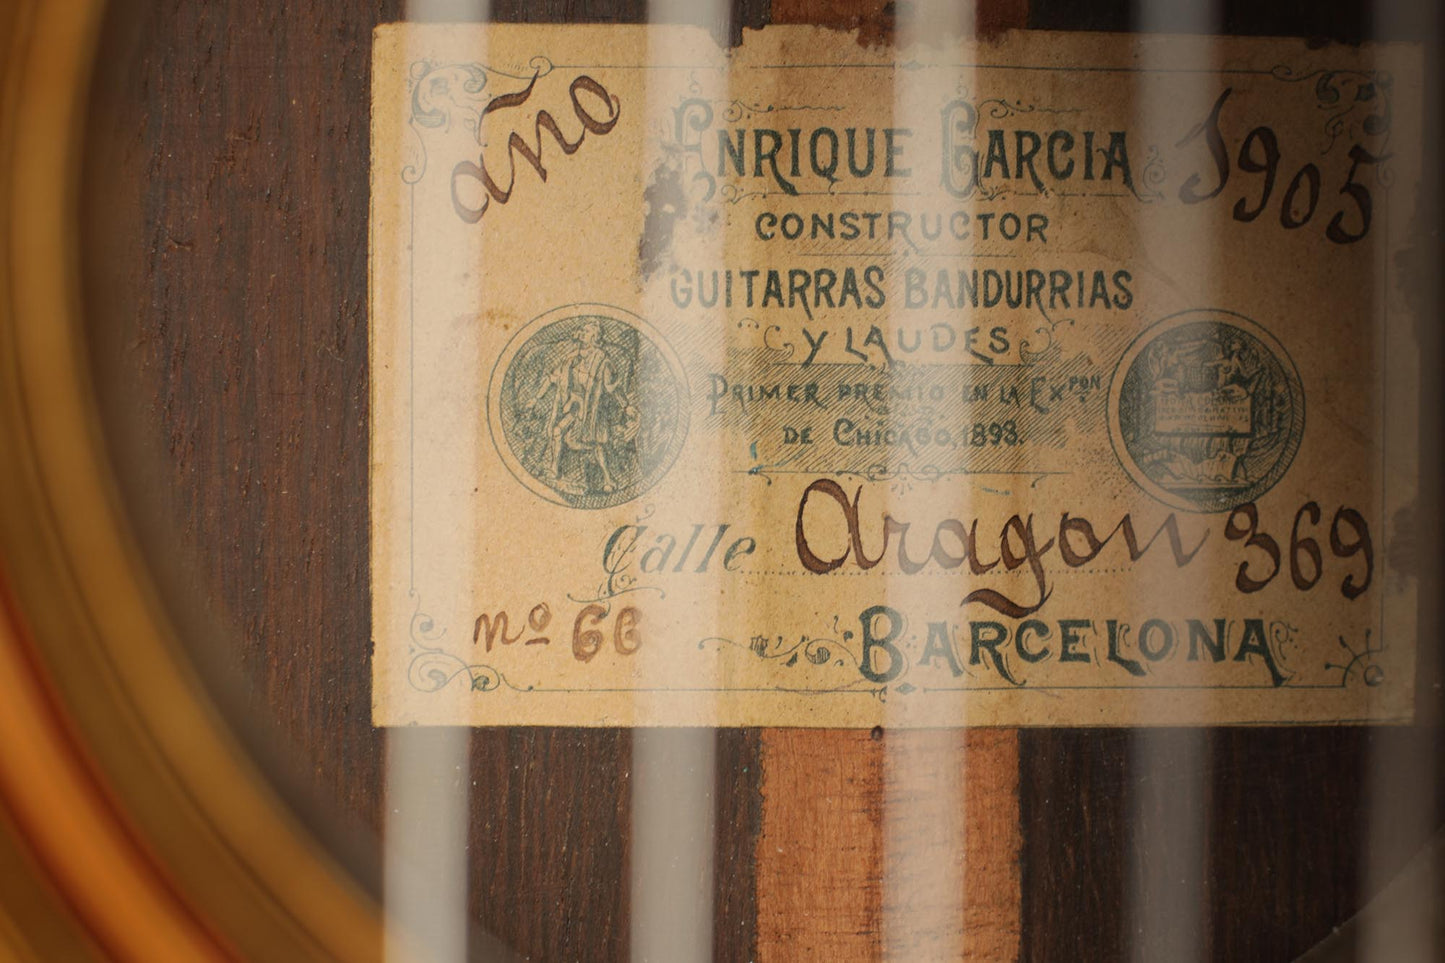 año
ENRIQUE GARCIA
1905
CONSTRUCTOR
GUITARRAS BANDURRIAS
Y LAUDES
PRIMER PREMIO EN LA EXPON
DE CHICAGO, 1893.
Calle Aragon 369
nº 66
BARCELONA